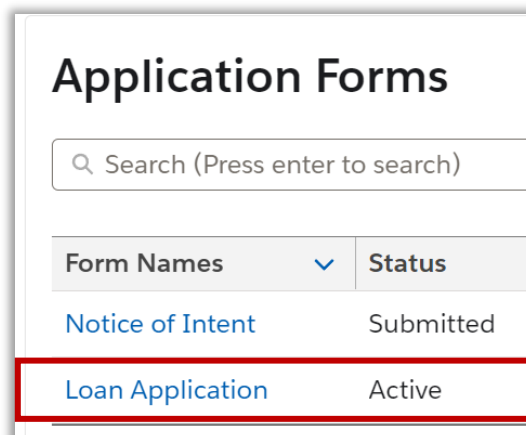 Application Forms
Search (Press enter to search)
Form Names Status
Notice of Intent Submitted
Loan Application Active